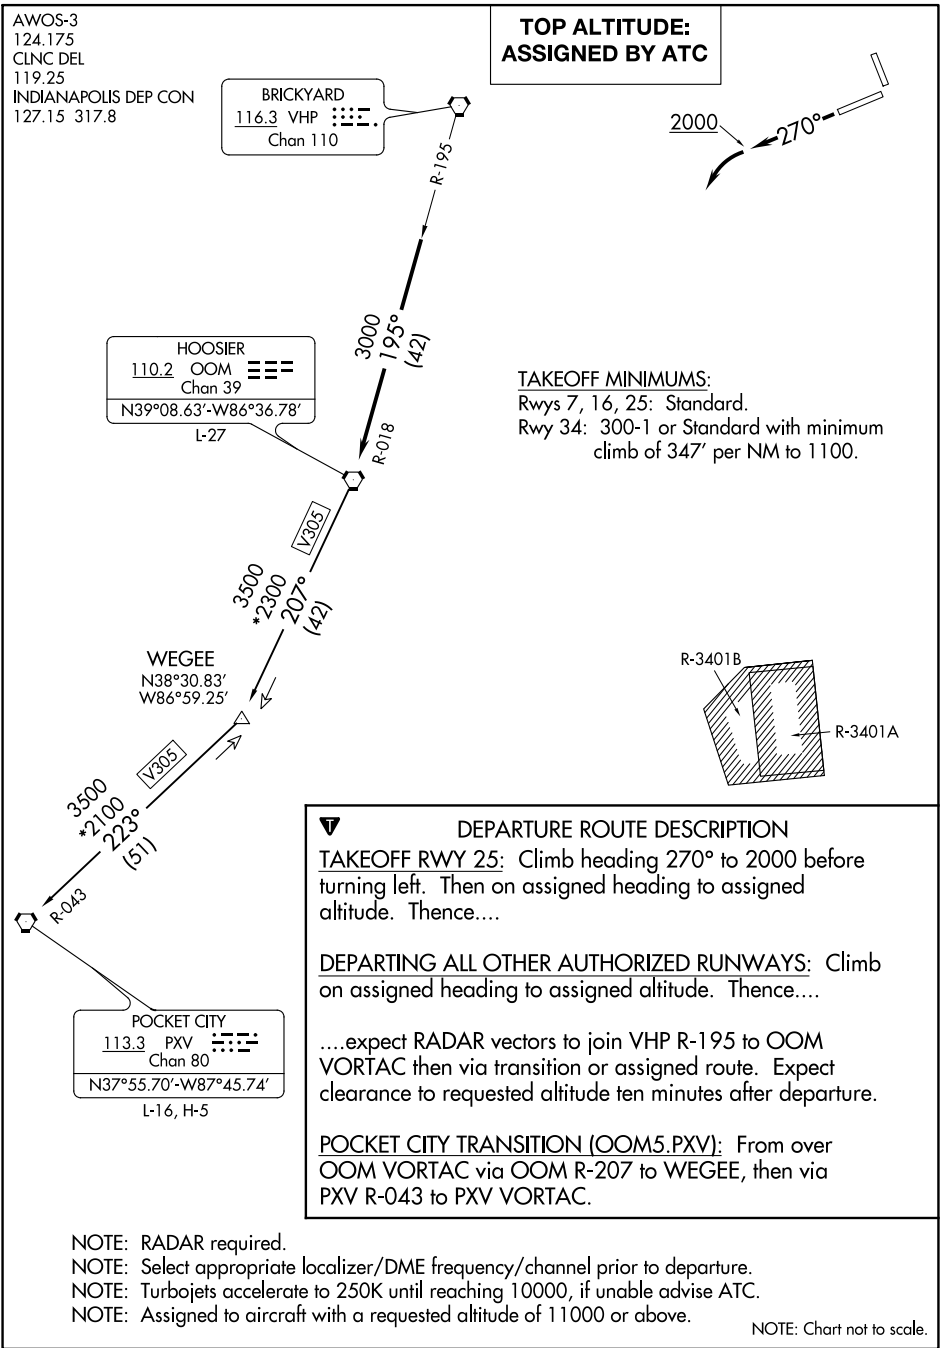 AWOS-3
124.175
CLNC DEL
119.25
INDIANAPOLIS DEP CON
127.15 317.8
TOP ALTITUDE:
ASSIGNED BY ATC
BRICKYARD
116.3 VHP
Chan 110
R-195
2000
270°
3000
195°
(42)
HOOSIER
110.2 OOM
Chan 39
N39°08.63’-W86°36.78’
L-27
R-018
TAKEOFF MINIMUMS:
Rwys 7, 16, 25: Standard.
Rwy 34: 300-1 or Standard with minimum
climb of 347’ per NM to 1100.
V305
3500
*2300
207°
(42)
WEGEE
N38°30.83’
W86°59.25’
R-3401B
R-3401A
V305
3500
*2100
223°
(51)
R-043
POCKET CITY
113.3 PXV
Chan 80
N37°55.70’-W87°45.74’
L-16, H-5
T
DEPARTURE ROUTE DESCRIPTION
TAKEOFF RWY 25: Climb heading 270° to 2000 before
turning left. Then on assigned heading to assigned
altitude. Thence....
DEPARTING ALL OTHER AUTHORIZED RUNWAYS: Climb
on assigned heading to assigned altitude. Thence....
....expect RADAR vectors to join VHP R-195 to OOM
VORTAC then via transition or assigned route. Expect
clearance to requested altitude ten minutes after departure.
POCKET CITY TRANSITION (OOM5.PXV): From over
OOM VORTAC via OOM R-207 to WEGEE, then via
PXV R-043 to PXV VORTAC.
NOTE: RADAR required.
NOTE: Select appropriate localizer/DME frequency/channel prior to departure.
NOTE: Turbojets accelerate to 250K until reaching 10000, if unable advise ATC.
NOTE: Assigned to aircraft with a requested altitude of 11000 or above.
NOTE: Chart not to scale.